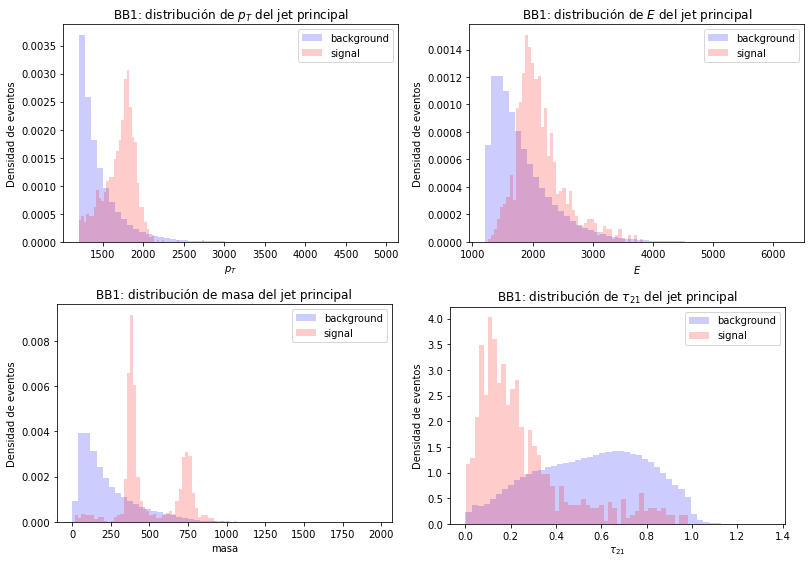 BB1: distribución de $p_T$ del jet principal
0.0035
0.0030
0.0025
0.0020
0.0015
0.0010
0.0005
0.0000
Densidad de eventos
background
signal
1500 2000 2500 3000 3500 4000 4500 5000
$p_T$
BB1: distribución de E del jet principal
0.0014
0.0012
0.0010
0.0008
0.0006
0.0004
0.0002
0.0000
Densidad de eventos
background
signal
1000 2000 3000 4000 5000 6000
E
BB1: distribución de masa del jet principal
0.008
0.006
0.004
0.002
0.000
Densidad de eventos
background
signal
0 250 500 750 1000 1250 1500 1750 2000
masa
BB1: distribución de $τ_{21}$ del jet principal
4.0
3.5
3.0
2.5
2.0
1.5
1.0
0.5
0.0
Densidad de eventos
background
signal
0.0 0.2 0.4 0.6 0.8 1.0 1.2 1.4
$τ_{21}$